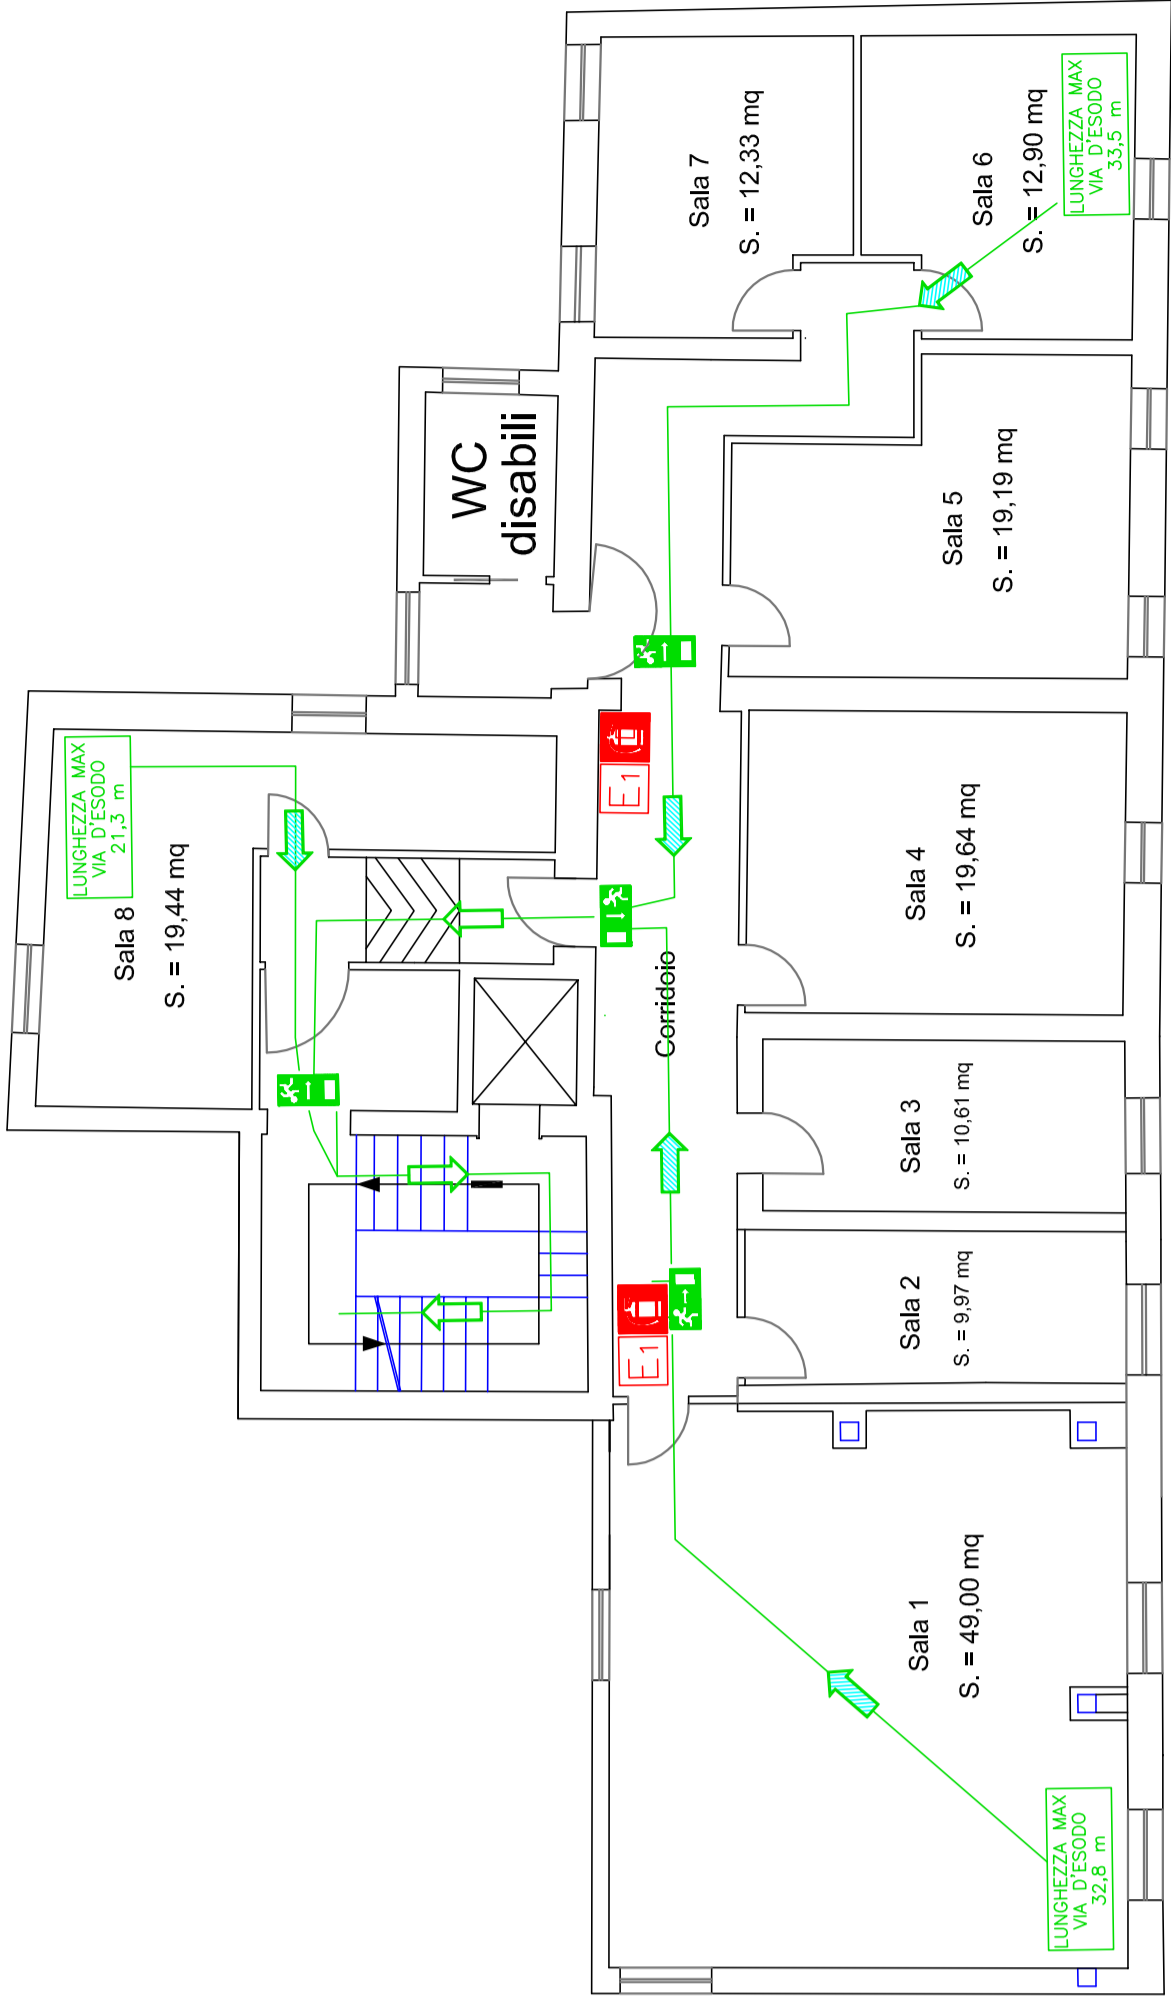 LUNGHEZZA MAX
VIA D'ESODO
21,3 m
Sala 8
S. = 19,44 mq
WC
disabili
Sala 7
S. = 12,33 mq
Sala 6
S. = 12,90 mq
LUNGHEZZA MAX
VIA D'ESODO
33,5 m
Sala 5
S. = 19,19 mq
E1
Corridoio
Sala 4
S. = 19,64 mq
Sala 3
S. = 10,61 mq
E1
Sala 2
S. = 9,97 mq
Sala 1
S. = 49,00 mq
LUNGHEZZA MAX
VIA D'ESODO
32,8 m